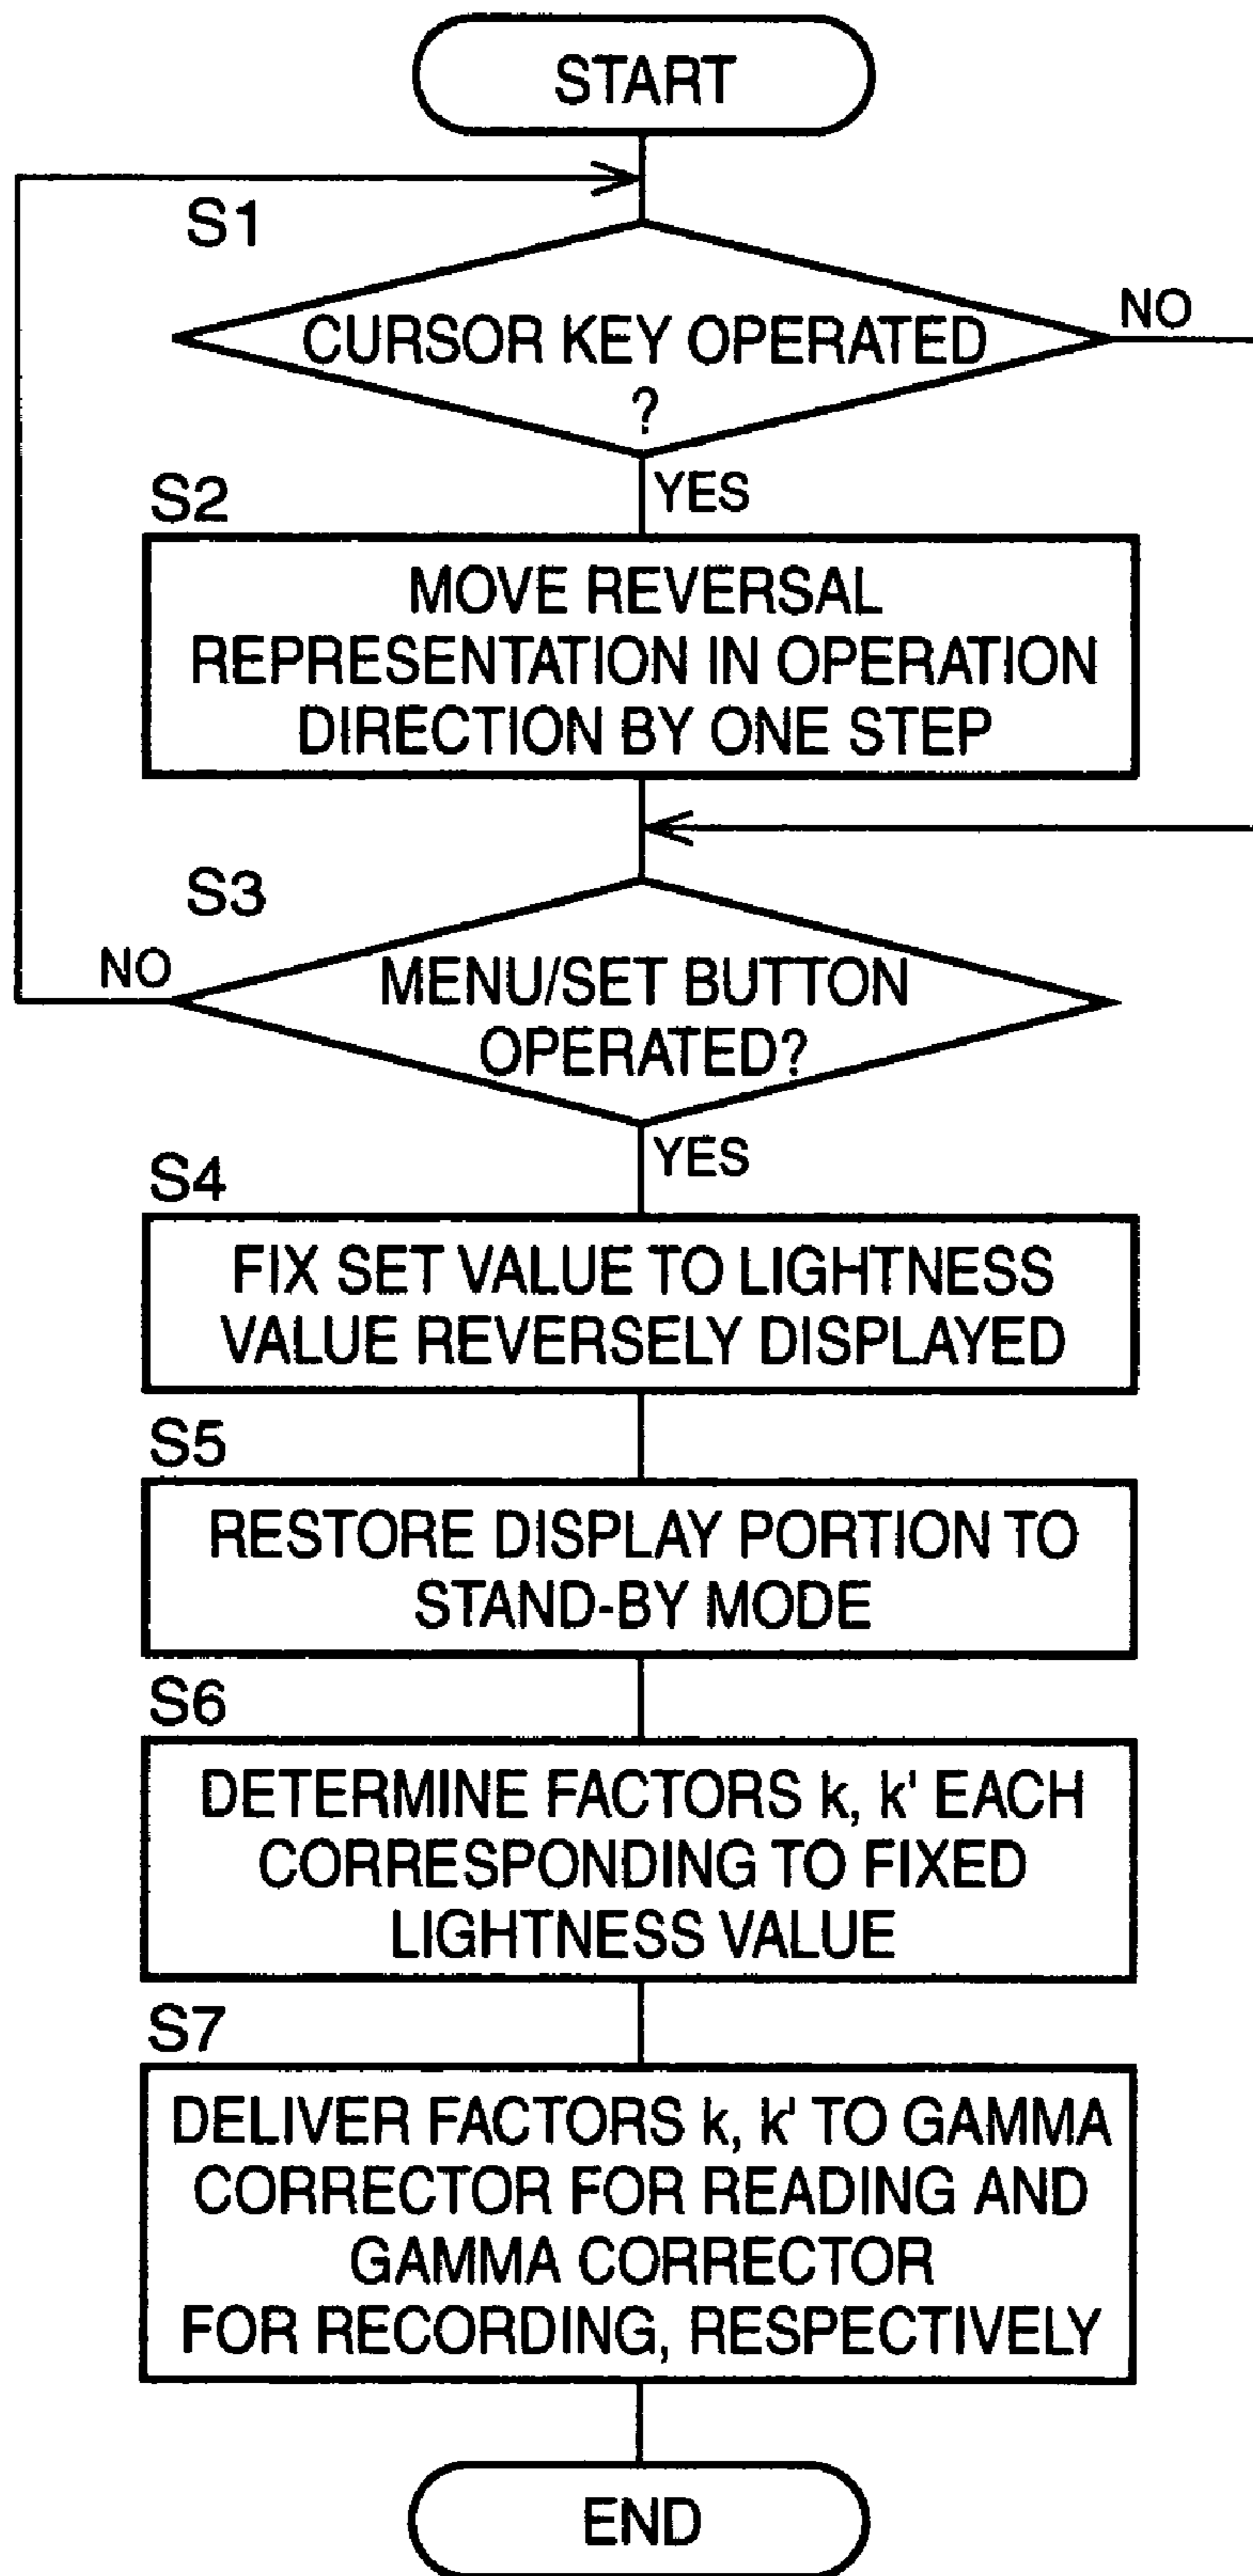 START
S1
NO
CURSOR KEY OPERATED
?
YES
S2
MOVE REVERSAL
REPRESENTATION IN OPERATION
DIRECTION BY ONE STEP
S3
NO
MENU/SET BUTTON
OPERATED?
YES
S4
FIX SET VALUE TO LIGHTNESS
VALUE REVERSELY DISPLAYED
S5
RESTORE DISPLAY PORTION TO
STAND-BY MODE
S6
DETERMINE FACTORS k, k' EACH
CORRESPONDING TO FIXED
LIGHTNESS VALUE
S7
DELIVER FACTORS k, k' TO GAMMA
CORRECTOR FOR READING AND
GAMMA CORRECTOR
FOR RECORDING, RESPECTIVELY
END